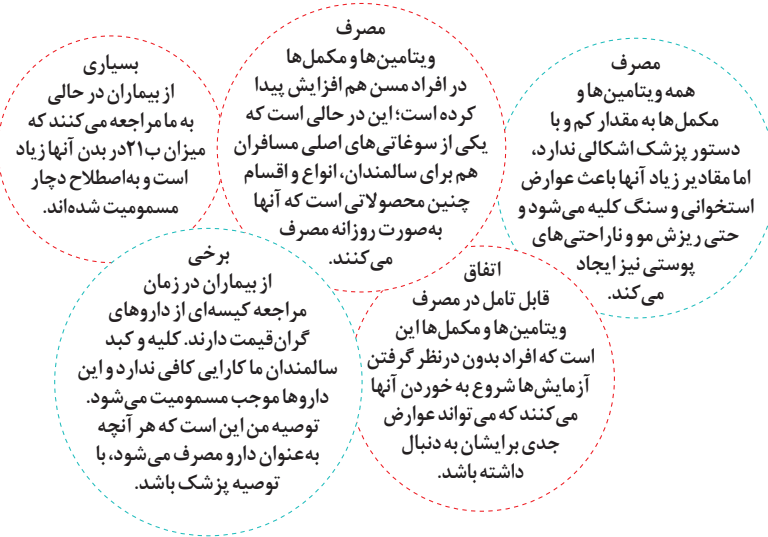 مصرف
همه ویتامین‌ها و
مکمل‌ها به مقدار کم و با
دستور پزشک اشکالی ندارد،
اما مقادیر زیاد آنها باعث عوارض
استخوانی و سنگ کلیه می‌شود و
حتی ریزش مو و ناراحتی‌های
پوستی نیز ایجاد
می‌کند.
مصرف
ویتامین‌ها و مکمل‌ها
در افراد مسن هم افزایش پیدا
کرده است؛ این در حالی است که
یکی از سوغاتی‌های اصلی مسافران
هم برای سالمندان، انواع و اقسام
چنین محصولاتی است که آنها
به‌صورت روزانه مصرف
می‌کنند.
بسیاری
از بیماران در حالی
به ما مراجعه می‌کنند که
میزان ب۲۱در بدن آنها زیاد
است و به‌اصطلاح دچار
مسمومیت شده‌اند.
اتفاق
قابل تامل در مصرف
ویتامین‌ها و مکمل‌ها این
است که افراد بدون درنظر گرفتن
آزمایش‌ها شروع به خوردن آنها
می‌کنند که می‌تواند عوارض
جدی برایشان به دنبال
داشته باشد.
برخی
از بیماران در زمان
مراجعه کیسه‌ای از داروهای
گران‌قیمت دارند. کلیه و کبد
سالمندان ما کارایی کافی ندارد و این
داروها موجب مسمومیت می‌شود.
توصیه من این است که هر آنچه
به‌عنوان دارو مصرف می‌شود، با
توصیه پزشک باشد.